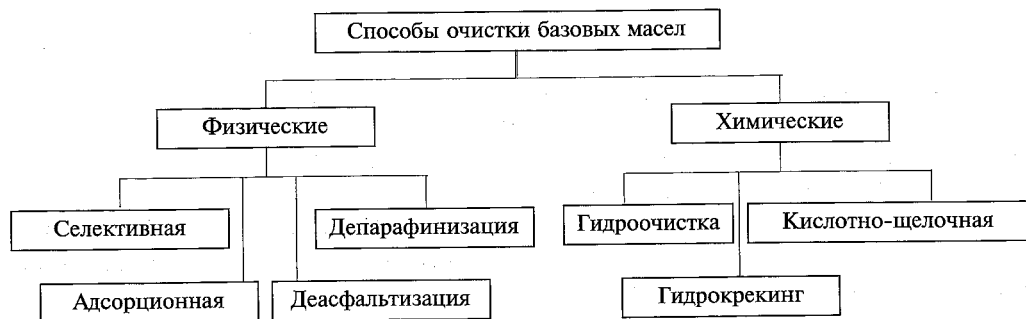 Способы очистки базовых масел
Физические
Химические
Селективная
Депарафинизация
Гидроочистка
Кислотно-щелочная
Адсорционная
Деасфальтизация
Гидрокрекинг